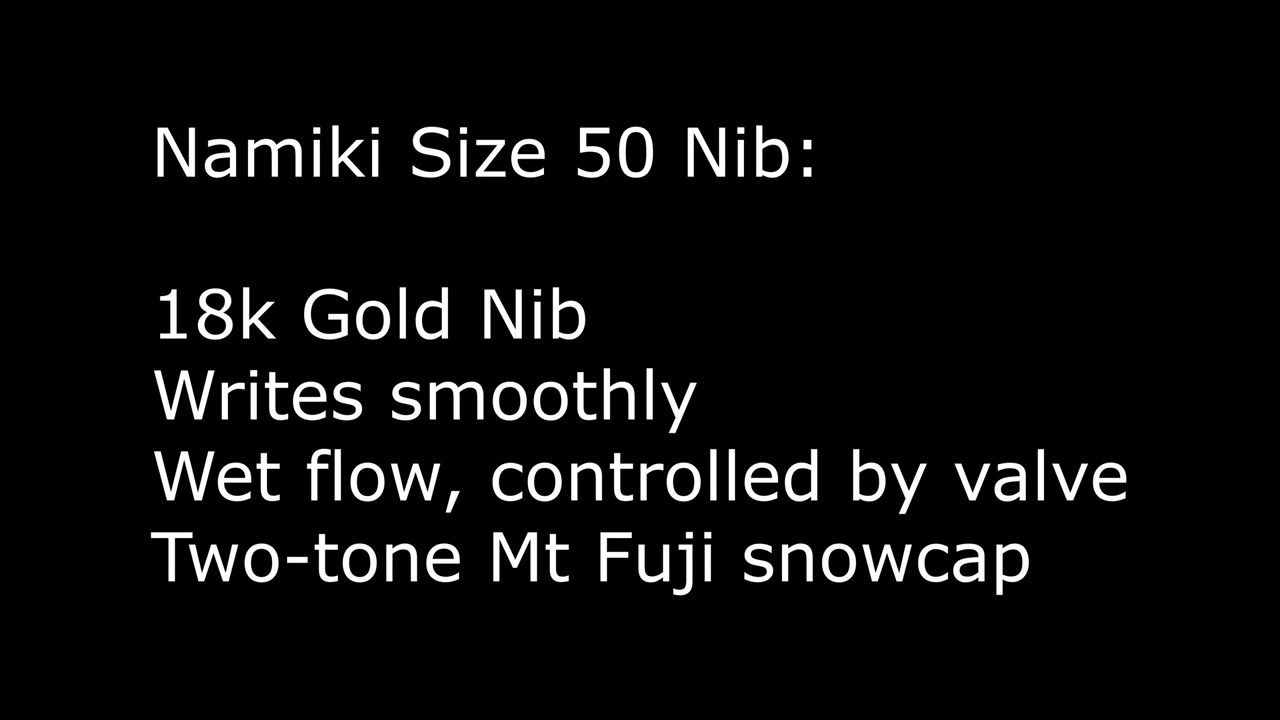 Namiki Size 50 Nib:
18k Gold Nib
Writes smoothly
Wet flow, controlled by valve
Two-tone Mt Fuji snowcap